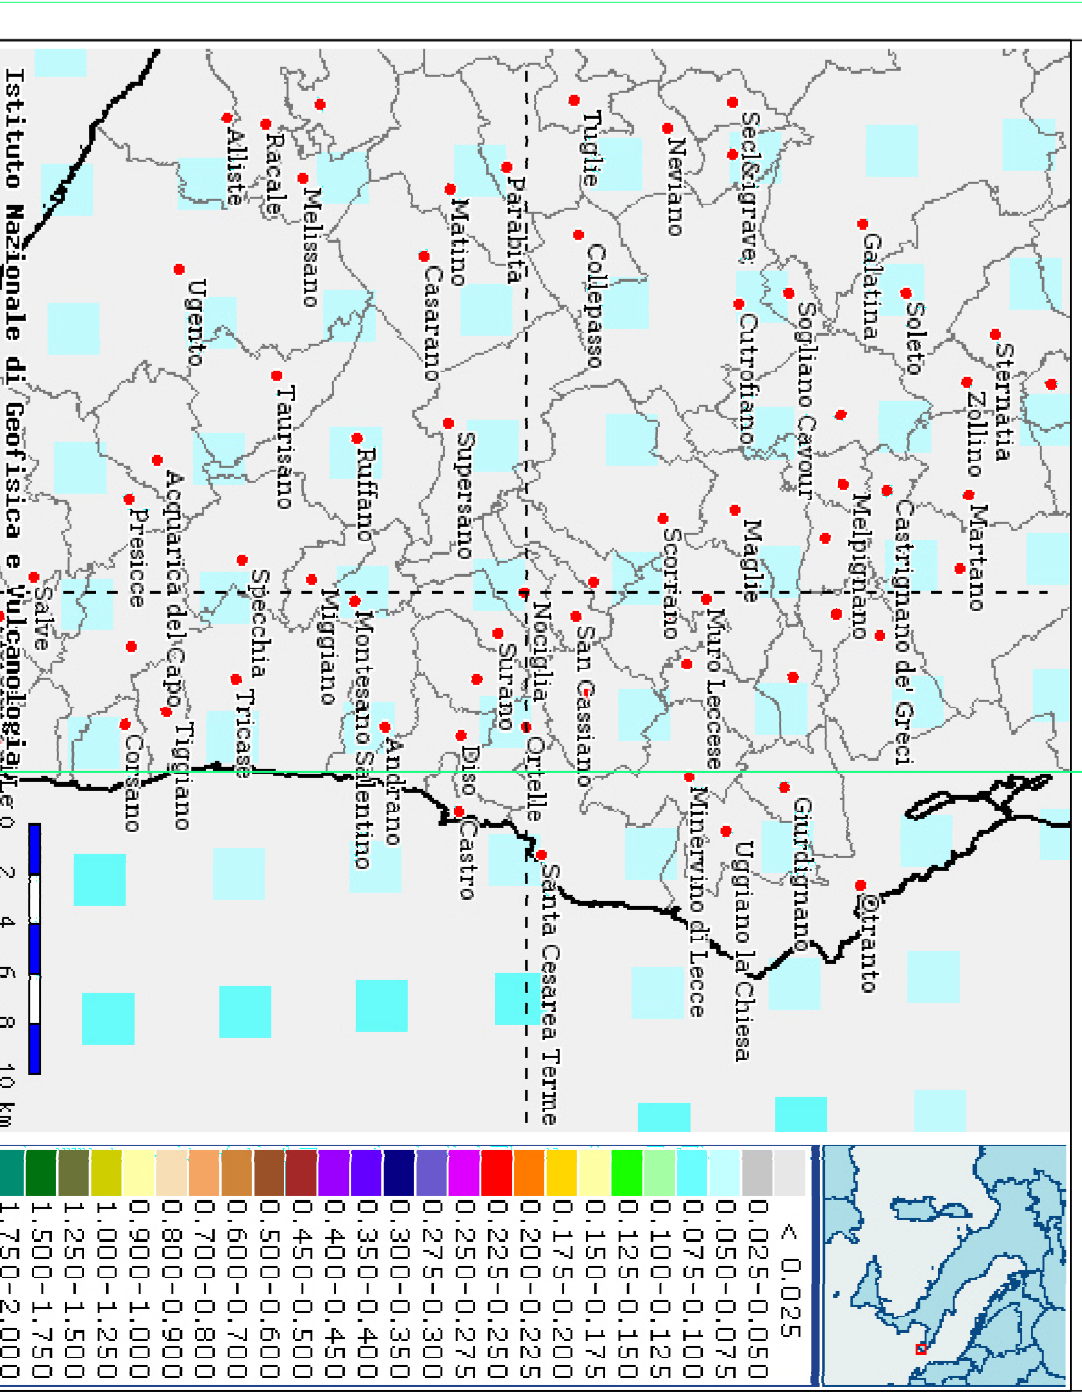 Sternatia
Zollino
Martano
Soleto
Galatina
Castrignano de' Greci
Melpignano
Sogliano Cavour
Cutrofiano
Secl&igrave;
Maglie
Neviano
Scorrano
Muro Leccese
Otranto
Giurdignano
Uggiano la Chiesa
Minervino di Lecce
Tuglie
Collepasso
San Cassiano
Parabita
Nociglia
Ortelle
Santa Cesarea Terme
Matino
Casarano
Supersano
Surano
Diso
Castro
Melissano
Racale
Alliste
Ruffano
Taurisano
Miggiano
Montesano Salentino
Andrano
Ugento
Specchia
Tricase
Acquarica del Capo
Presicce
Tiggiano
Corsano
Salve
Istituto Nazionale di Geofisica e Vulcanologia
0 2 4 6 8 10 km
< 0.025
0.025-0.050
0.050-0.075
0.075-0.100
0.100-0.125
0.125-0.150
0.150-0.175
0.175-0.200
0.200-0.225
0.225-0.250
0.250-0.275
0.275-0.300
0.300-0.350
0.350-0.400
0.400-0.450
0.450-0.500
0.500-0.600
0.600-0.700
0.700-0.800
0.800-0.900
0.900-1.000
1.000-1.250
1.250-1.500
1.500-1.750
1.750-2.000